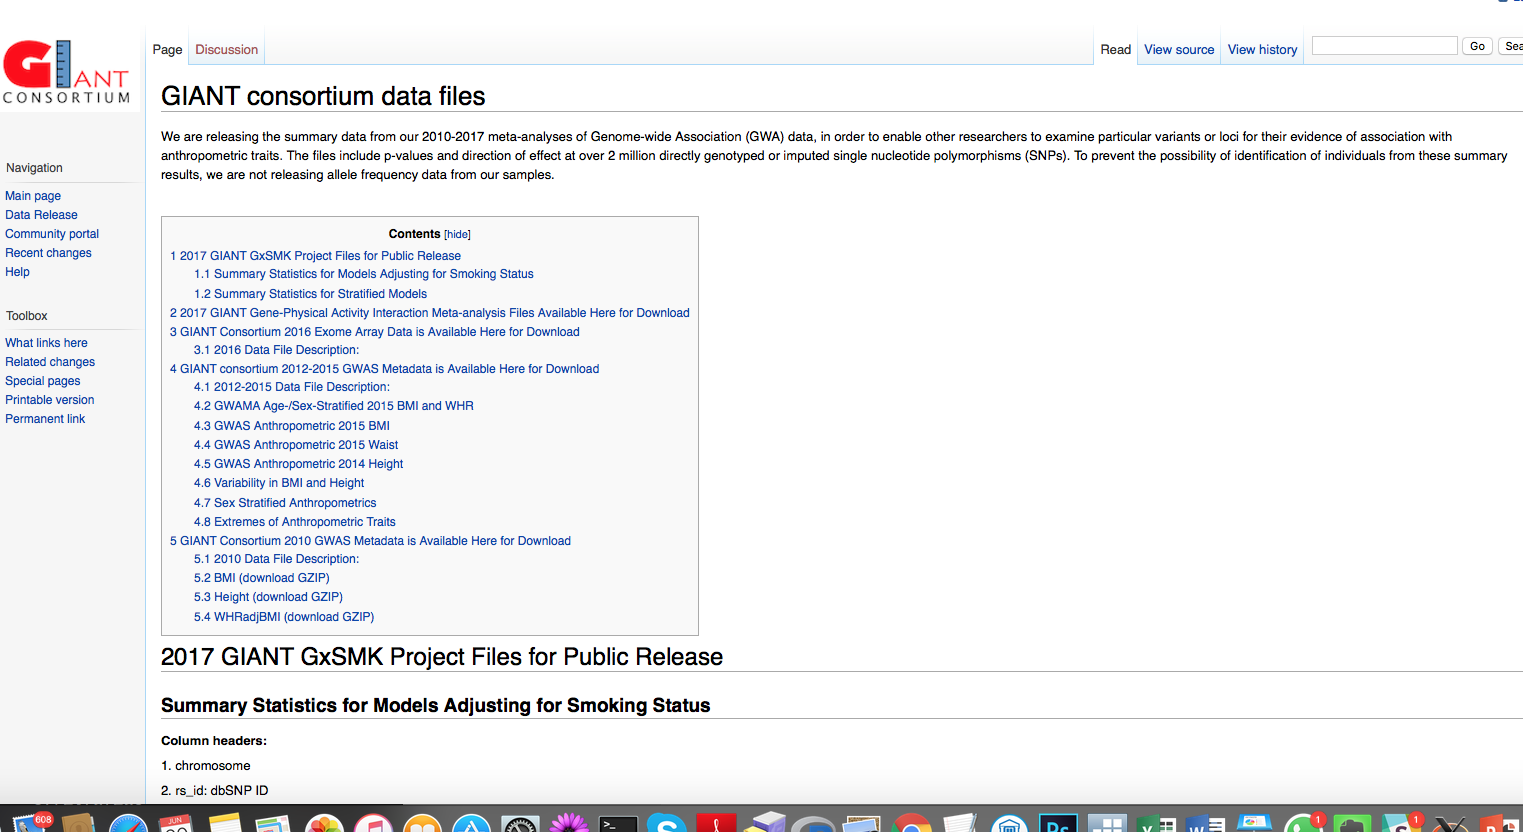 GIANT
CONSORTIUM
Page
Discussion
Read
View source
View history
Go
GIANT consortium data files
We are releasing the summary data from our 2010-2017 meta-analyses of Genome-wide Association (GWA) data, in order to enable other researchers to examine particular variants or loci for their evidence of association with
anthropometric traits. The files include p-values and direction of effect at over 2 million directly genotyped or imputed single nucleotide polymorphisms (SNPs). To prevent the possibility of identification of individuals from these summary
results, we are not releasing allele frequency data from our samples.
Navigation
Main page
Data Release
Community portal
Recent changes
Help
Toolbox
What links here
Related changes
Special pages
Printable version
Permanent link
Contents [hide]
1 2017 GIANT GxSMK Project Files for Public Release
1.1 Summary Statistics for Models Adjusting for Smoking Status
1.2 Summary Statistics for Stratified Models
2 2017 GIANT Gene-Physical Activity Interaction Meta-analysis Files Available Here for Download
3 GIANT Consortium 2016 Exome Array Data is Available Here for Download
3.1 2016 Data File Description:
4 GIANT consortium 2012-2015 GWAS Metadata is Available Here for Download
4.1 2012-2015 Data File Description:
4.2 GWAMA Age-/Sex-Stratified 2015 BMI and WHR
4.3 GWAS Anthropometric 2015 BMI
4.4 GWAS Anthropometric 2015 Waist
4.5 GWAS Anthropometric 2014 Height
4.6 Variability in BMI and Height
4.7 Sex Stratified Anthropometrics
4.8 Extremes of Anthropometric Traits
5 GIANT Consortium 2010 GWAS Metadata is Available Here for Download
5.1 2010 Data File Description:
5.2 BMI (download GZIP)
5.3 Height (download GZIP)
5.4 WHRadjBMI (download GZIP)
2017 GIANT GxSMK Project Files for Public Release
Summary Statistics for Models Adjusting for Smoking Status
Column headers:
1. chromosome
2. rs_id: dbSNP ID
608
JUN
Ps
1
1